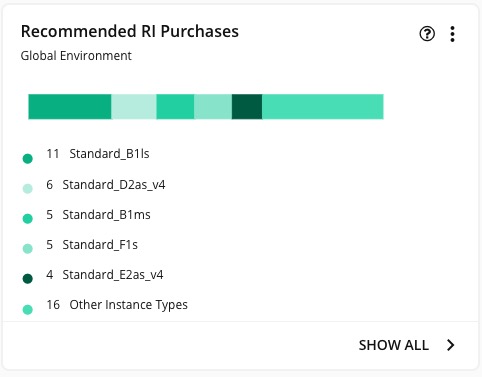 Recommended RI Purchases
Global Environment
11 Standard_B1ls
6 Standard_D2as_v4
5 Standard_B1ms
5 Standard_F1s
4 Standard_E2as_v4
16 Other Instance Types
SHOW ALL